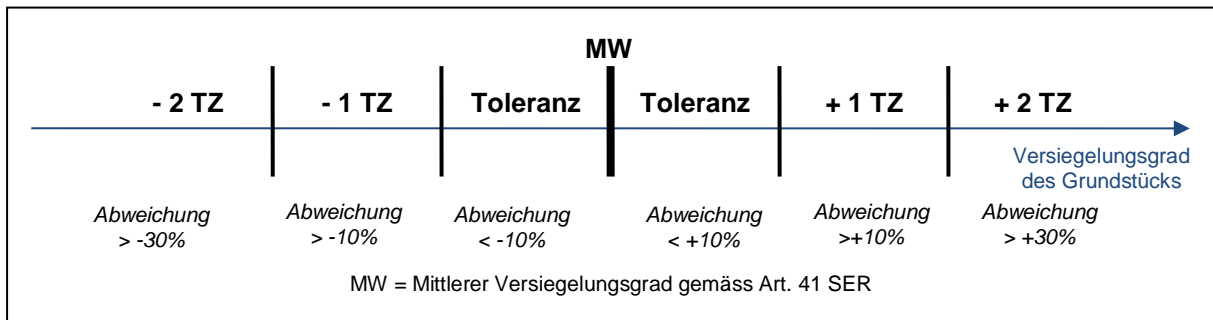 MW
- 2 TZ - 1 TZ Toleranz Toleranz + 1 TZ + 2 TZ
Versiegelungsgrad
des Grundstücks
Abweichung Abweichung Abweichung Abweichung Abweichung Abweichung
> -30% > -10% < -10% < +10% >+10% > +30%
MW = Mittlerer Versiegelungsgrad gemäss Art. 41 SER